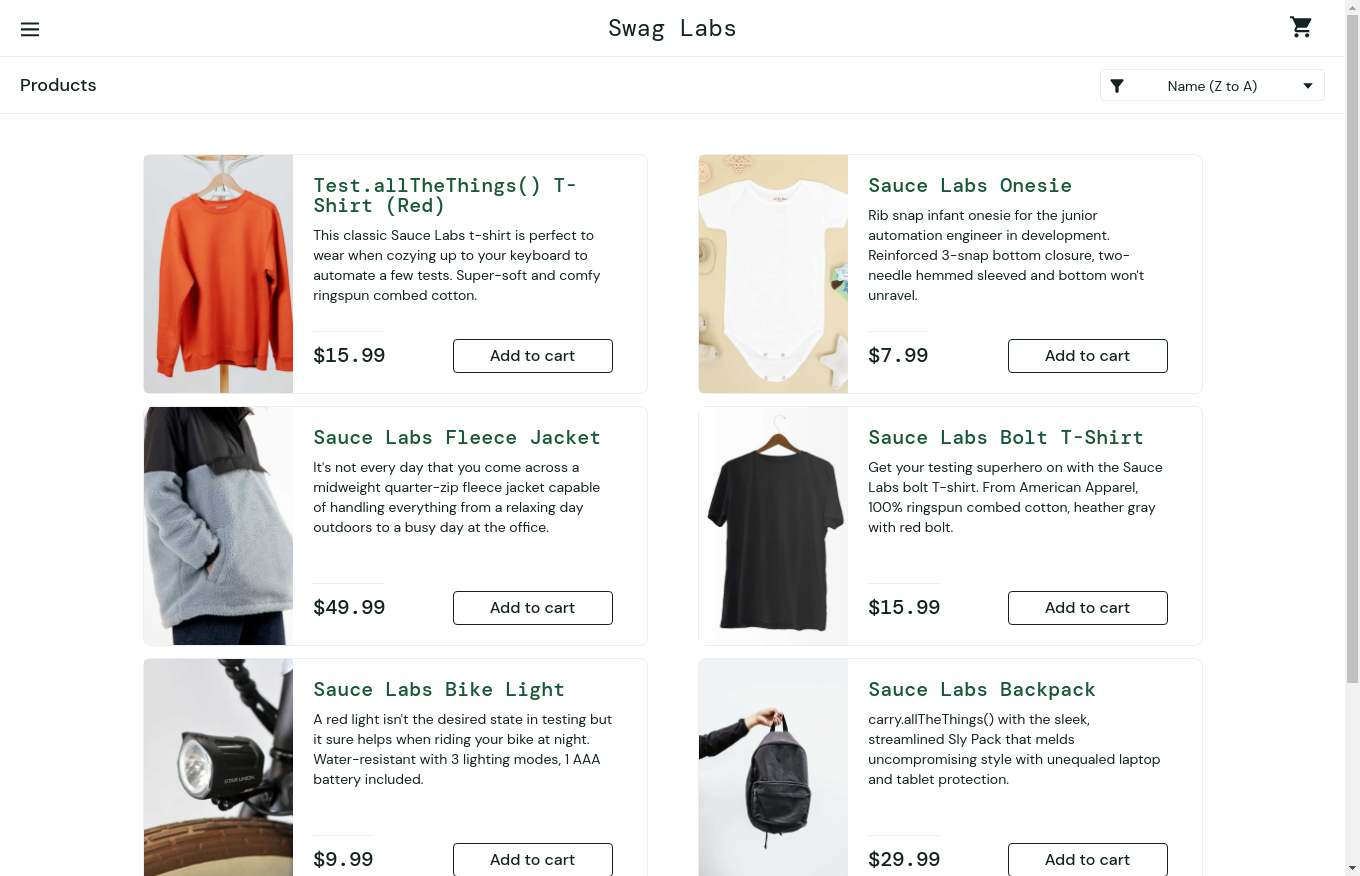 Swag Labs
Products
Name (Z to A)
Test.allTheThings() T-
Shirt (Red)
This classic Sauce Labs t-shirt is perfect to
wear when cozying up to your keyboard to
automate a few tests. Super-soft and comfy
ringspun combed cotton.
$15.99
Add to cart
Sauce Labs Onesie
Rib snap infant onesie for the junior
automation engineer in development.
Reinforced 3-snap bottom closure, two-
needle hemmed sleeved and bottom won't
unravel.
$7.99
Add to cart
Sauce Labs Fleece Jacket
It's not every day that you come across a
midweight quarter-zip fleece jacket capable
of handling everything from a relaxing day
outdoors to a busy day at the office.
$49.99
Add to cart
Sauce Labs Bolt T-Shirt
Get your testing superhero on with the Sauce
Labs bolt T-shirt. From American Apparel,
100% ringspun combed cotton, heather gray
with red bolt.
$15.99
Add to cart
Sauce Labs Bike Light
A red light isn't the desired state in testing but
it sure helps when riding your bike at night.
Water-resistant with 3 lighting modes, 1 AAA
battery included.
$9.99
Add to cart
STAR UNION
Sauce Labs Backpack
carry.allTheThings() with the sleek,
streamlined Sly Pack that melds
uncompromising style with unequaled laptop
and tablet protection.
$29.99
Add to cart